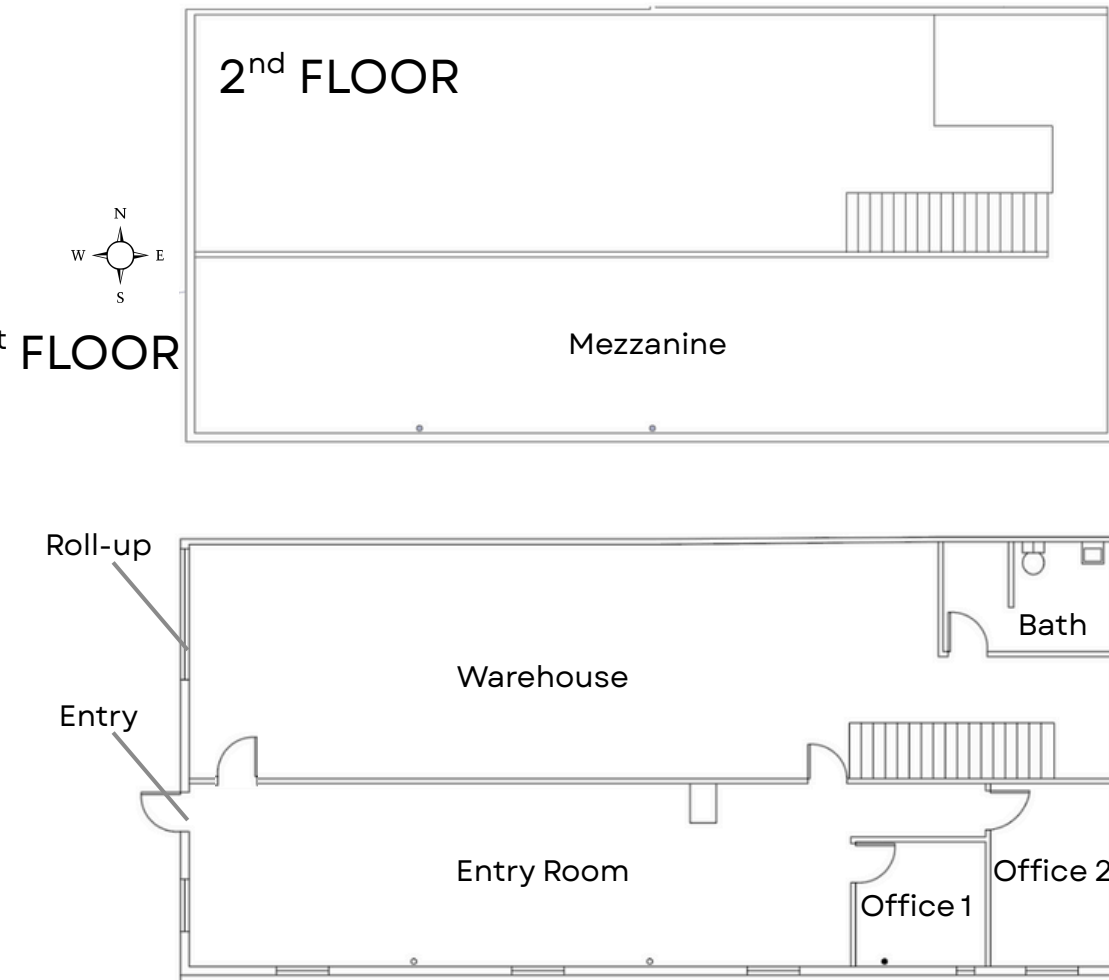 2nd FLOOR
N
W E
S
t FLOOR
Mezzanine
Roll-up
Bath
Warehouse
Entry
Entry Room
Office 2
Office 1